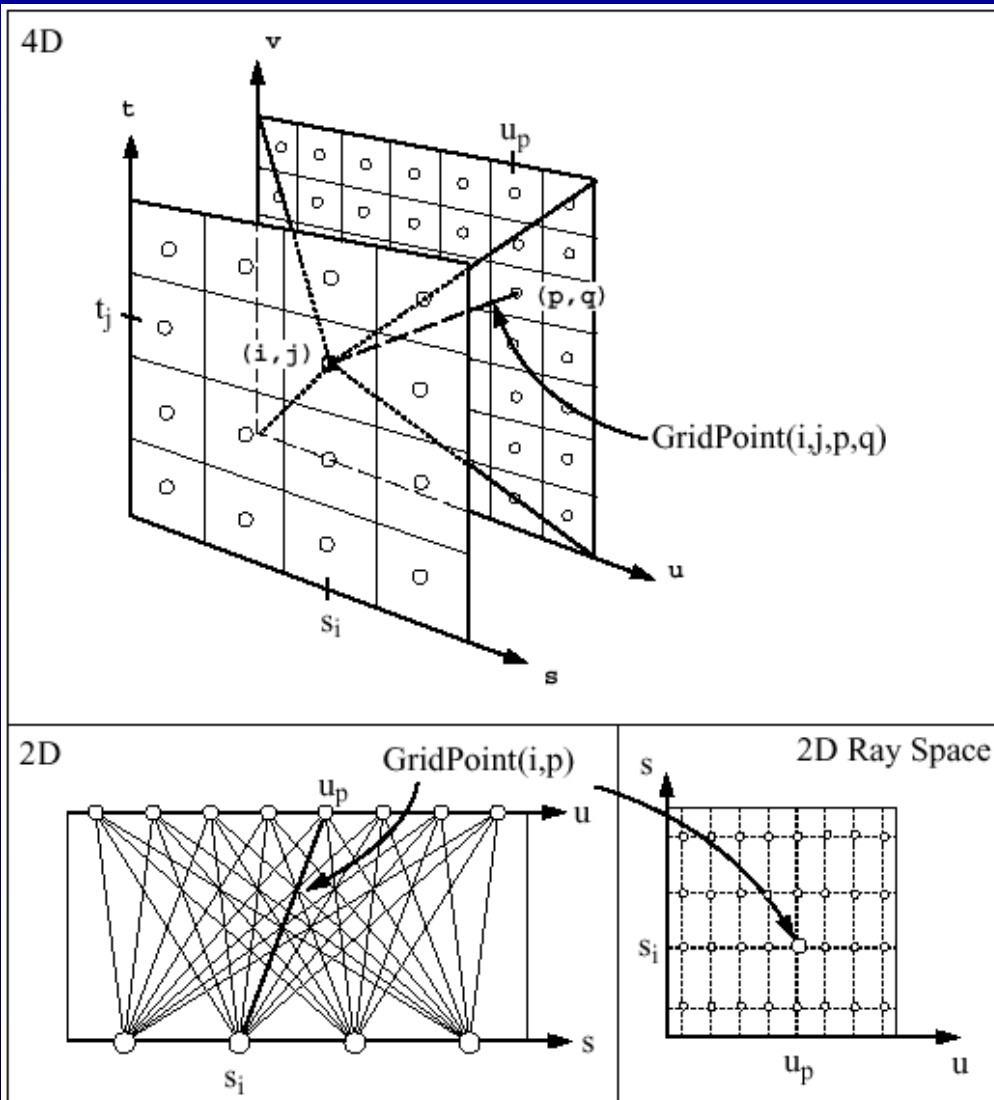 4D
v
t
u_p
t_j
(p,q)
(i,j)
GridPoint(i,j,p,q)
u
s_i
s
2D
GridPoint(i,p)
u_p
u
s
s_i
2D Ray Space
s
s_i
u_p
u